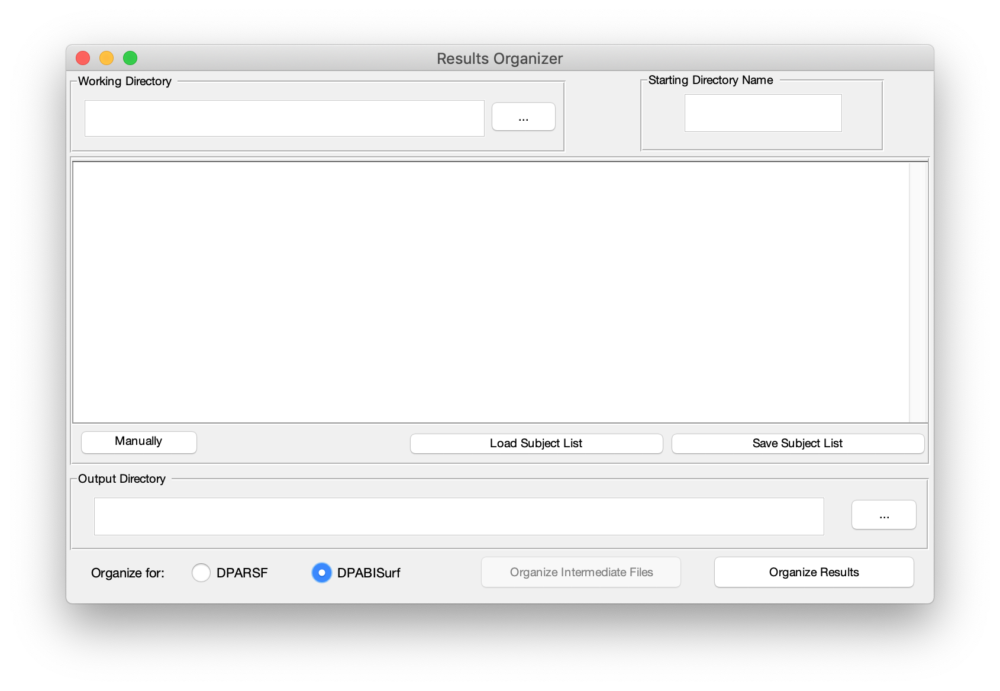 Results Organizer
Working Directory
Starting Directory Name
...
Manually
Load Subject List
Save Subject List
Output Directory
...
Organize for:
DPARSF
DPABISurf
Organize Intermediate Files
Organize Results